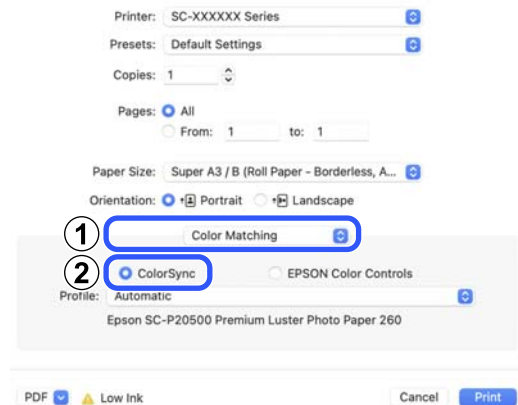 Printer: SC-XXXXXX Series
Presets: Default Settings
Copies: 1
Pages: All
From: 1 to: 1
Paper Size: Super A3 / B (Roll Paper - Borderless, A...
Orientation: Portrait Landscape
1 Color Matching
2 ColorSync EPSON Color Controls
Profile: Automatic
Epson SC-P20500 Premium Luster Photo Paper 260
PDF Low Ink Cancel Print